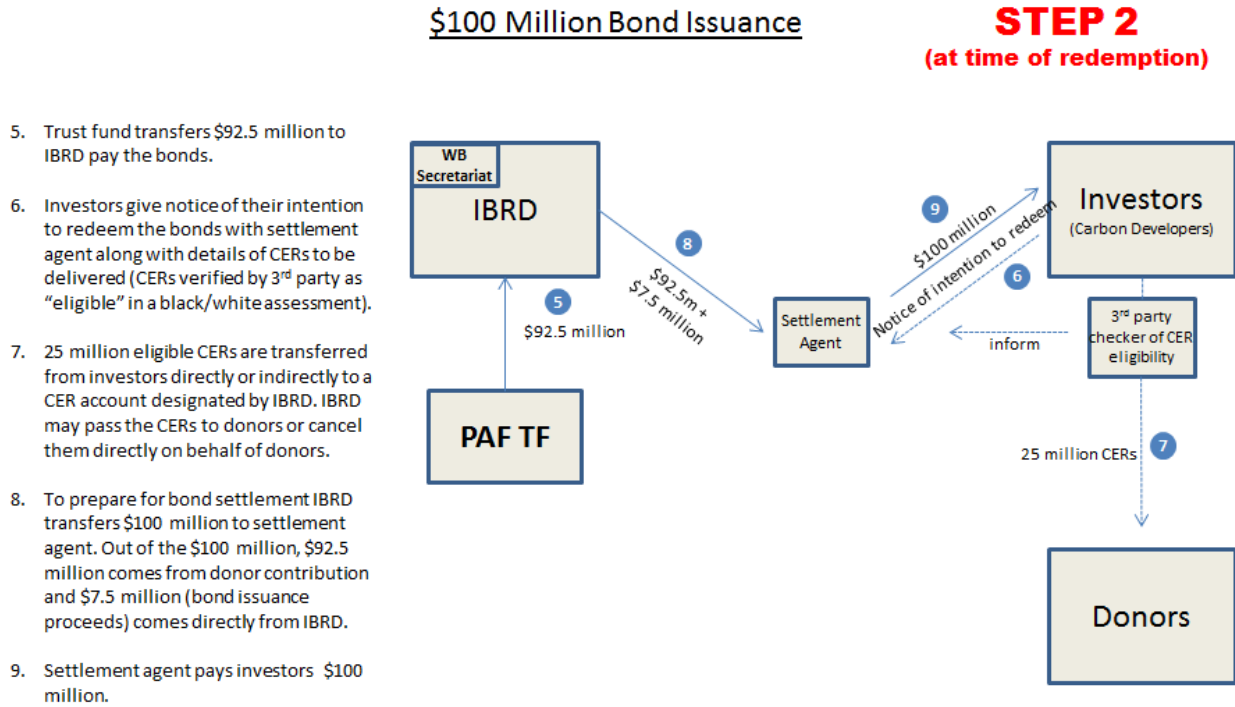 $100 Million Bond Issuance
STEP 2
(at time of redemption)
5. Trust fund transfers $92.5 million to
IBRD pay the bonds.
6. Investors give notice of their intention
to redeem the bonds with settlement
agent along with details of CERs to be
delivered (CERs verified by 3rd party as
“eligible” in a black/white assessment).
7. 25 million eligible CERs are transferred
from investors directly or indirectly to a
CER account designated by IBRD. IBRD
may pass the CERs to donors or cancel
them directly on behalf of donors.
8. To prepare for bond settlement IBRD
transfers $100 million to settlement
agent. Out of the $100 million, $92.5
million comes from donor contribution
and $7.5 million (bond issuance
proceeds) comes directly from IBRD.
9. Settlement agent pays investors $100
million.
WB
Secretariat
IBRD
5
$92.5 million
PAF TF
8
$92.5m +
$7.5 million
Settlement
Agent
9
$100 million
Notice of intention to redeem
6
Investors
(Carbon Developers)
3rd party
checker of CER
eligibility
inform
25 million CERs
7
Donors